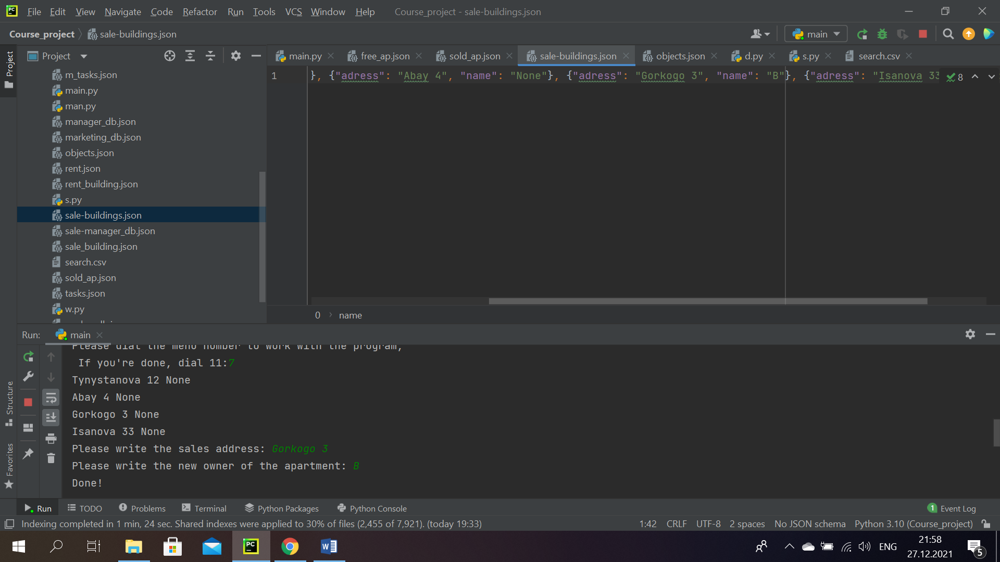 PC File Edit View Navigate Code Refactor Run Tools VCS Window Help Course_project - sale-buildings.json
Course_project sale-buildings.json main
Project
Project
main.py free_ap.json sold_ap.json sale-buildings.json objects.json d.py s.py search.csv
1 }, {"adress": "Abay 4", "name": "None"}, {"adress": "Gorkogo 3", "name": "B"}, {"adress": "Isanova 33 8
m_tasks.json
main.py
man.py
manager_db.json
marketing_db.json
objects.json
rent.json
rent_building.json
s.py
sale-buildings.json
sale-manager_db.json
sale_building.json
search.csv
sold_ap.json
tasks.json
w.py
0 › name
Run: main
Please dial the menu number to work with the program,
If you're done, dial 11:7
Tynystanova 12 None
Abay 4 None
Gorkogo 3 None
Isanova 33 None
Please write the sales address: Gorkogo 3
Please write the new owner of the apartment: B
Done!
Structure
Favorites
Run TODO Problems Terminal Python Packages Python Console 1 Event Log
Indexing completed in 1 min, 24 sec. Shared indexes were applied to 30% of files (2,455 of 7,921). (today 19:33) 1:42 CRLF UTF-8 2 spaces No JSON schema Python 3.10 (Course_project)
PC W ENG 21:58
27.12.2021 5